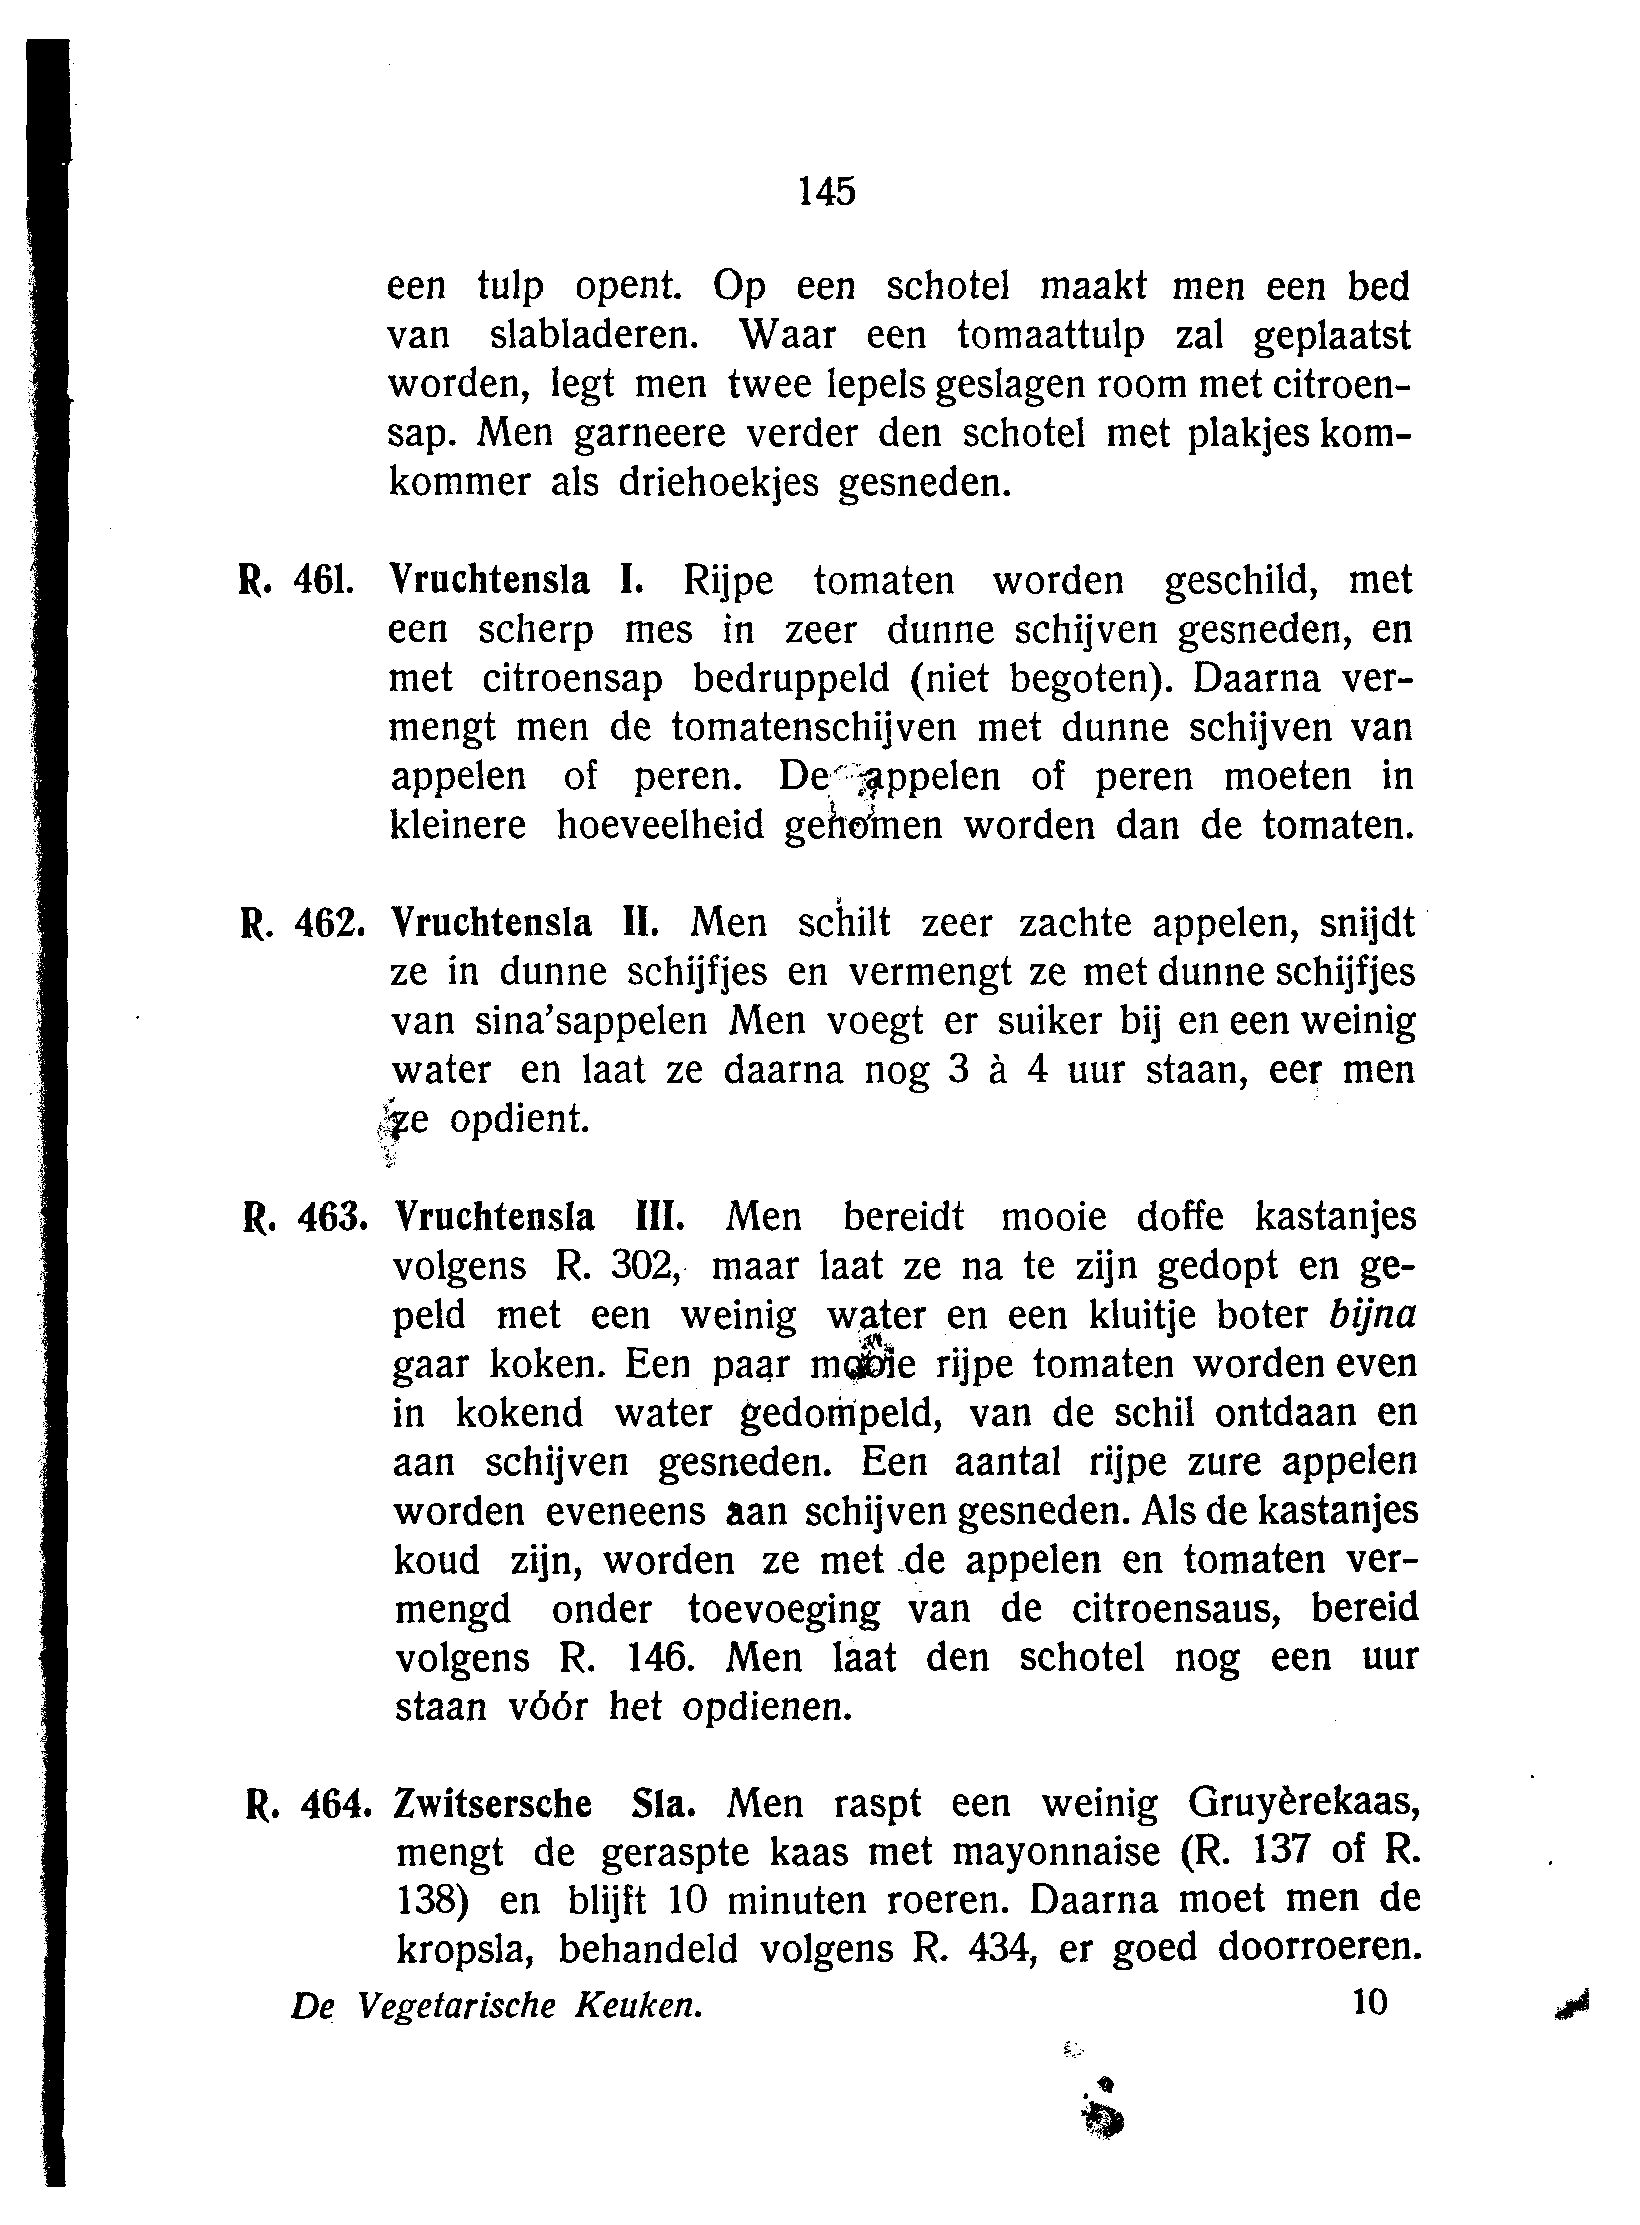 145
een tulp opent. Op een schotel maakt men een bed
van slabladeren. Waar een tomaattulp zal geplaatst
worden, legt men twee lepels geslagen room met citroen-
sap. Men garneere verder den schotel met plakjes kom-
kommer als driehoekjes gesneden.
R. 461. Vruchtensla I. Rijpe tomaten worden geschild, met
een scherp mes in zeer dunne schijven gesneden, en
met citroensap bedruppeld (niet begoten). Daarna ver-
mengt men de tomatenschijven met dunne schijven van
appelen of peren. De appelen of peren moeten in
kleinere hoeveelheid genomen worden dan de tomaten.
R. 462. Vruchtensla II. Men schilt zeer zachte appelen, snijdt
ze in dunne schijfjes en vermengt ze met dunne schijfjes
van sina'sappelen Men voegt er suiker bij en een weinig
water en laat ze daarna nog 3 à 4 uur staan, eer men
ze opdient.
R. 463. Vruchtensla III. Men bereidt mooie doffe kastanjes
volgens R. 302, maar laat ze na te zijn gedopt en ge-
peld met een weinig water en een kluitje boter bijna
gaar koken. Een paar mooie rijpe tomaten worden even
in kokend water gedompeld, van de schil ontdaan en
aan schijven gesneden. Een aantal rijpe zure appelen
worden eveneens aan schijven gesneden. Als de kastanjes
koud zijn, worden ze met de appelen en tomaten ver-
mengd onder toevoeging van de citroensaus, bereid
volgens R. 146. Men laat den schotel nog een uur
staan vóór het opdienen.
R. 464. Zwitsersche Sla. Men raspt een weinig Gruyèrekaas,
mengt de geraspte kaas met mayonnaise (R. 137 of R.
138) en blijft 10 minuten roeren. Daarna moet men de
kropsla, behandeld volgens R. 434, er goed doorroeren.
De Vegetarische Keuken. 10